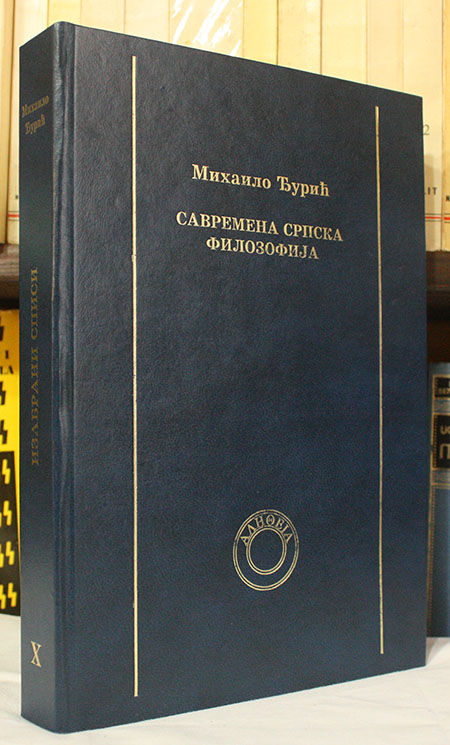 Михаило
Ђурић
ИЗАБРАНИ СПИСИ
X
Михаило Ђурић
САВРЕМЕНА СРПСКА
ФИЛОЗОФИЈА
ΑΛΗΘΕΙΑ